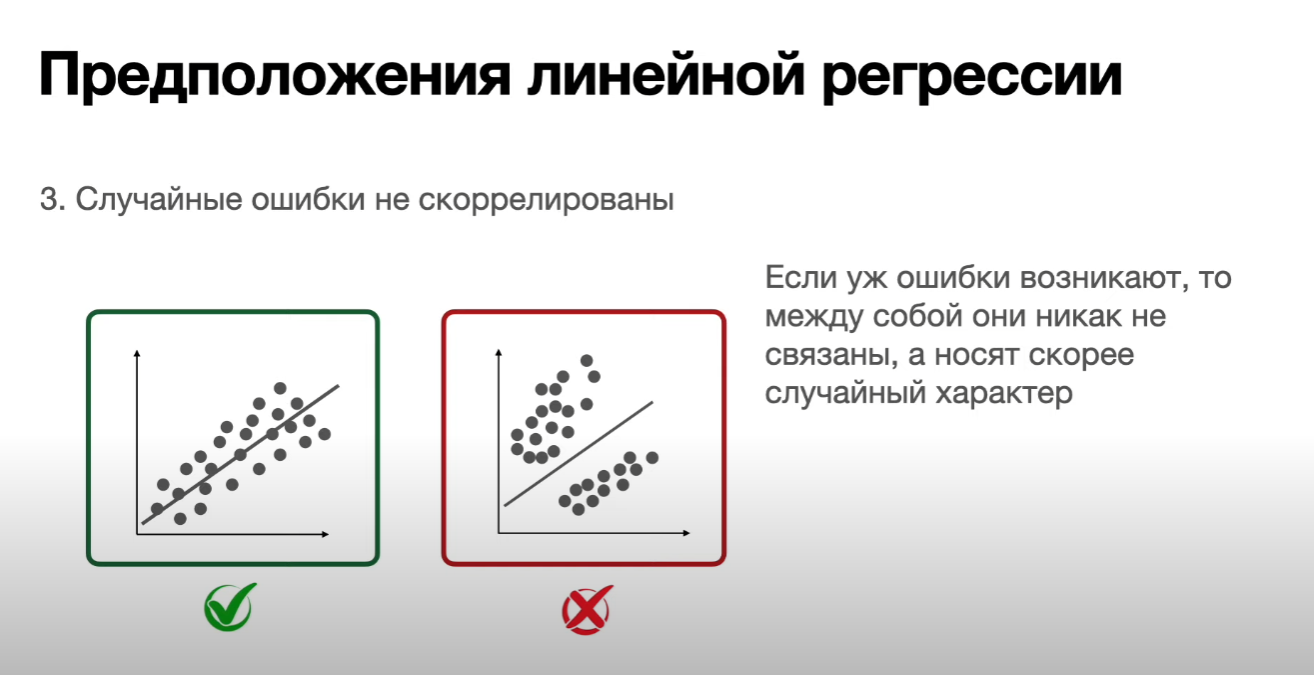 Предположения линейной регрессии
3. Случайные ошибки не скоррелированы
Если уж ошибки возникают, то
между собой они никак не
связаны, а носят скорее
случайный характер